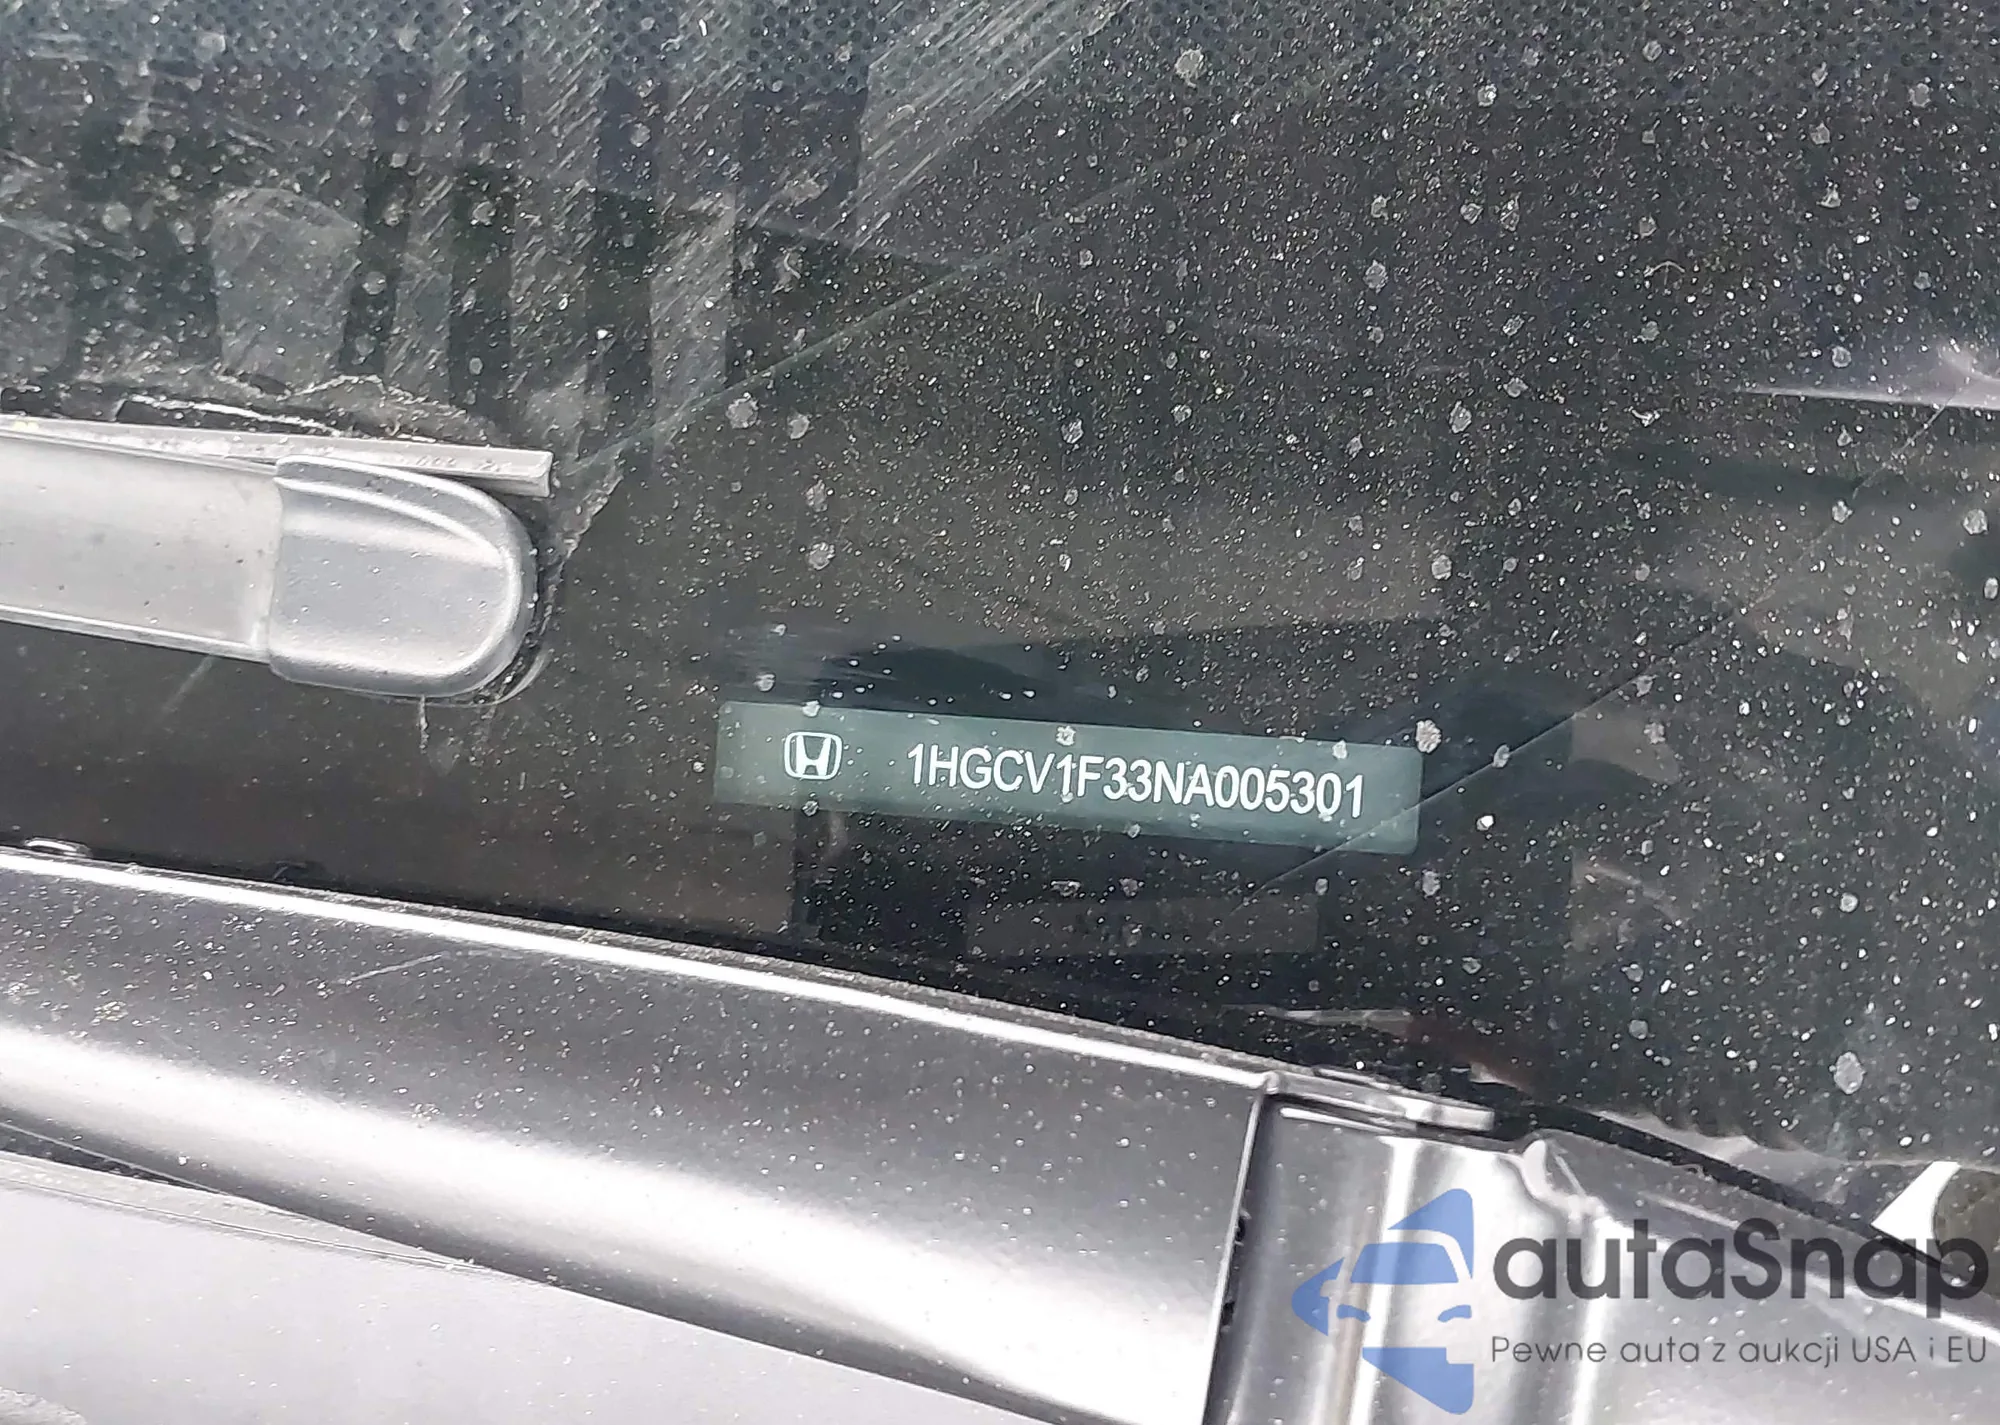 1HGCV1F33NA005301
autaSnap
Pewne auta z aukcji USA i EU